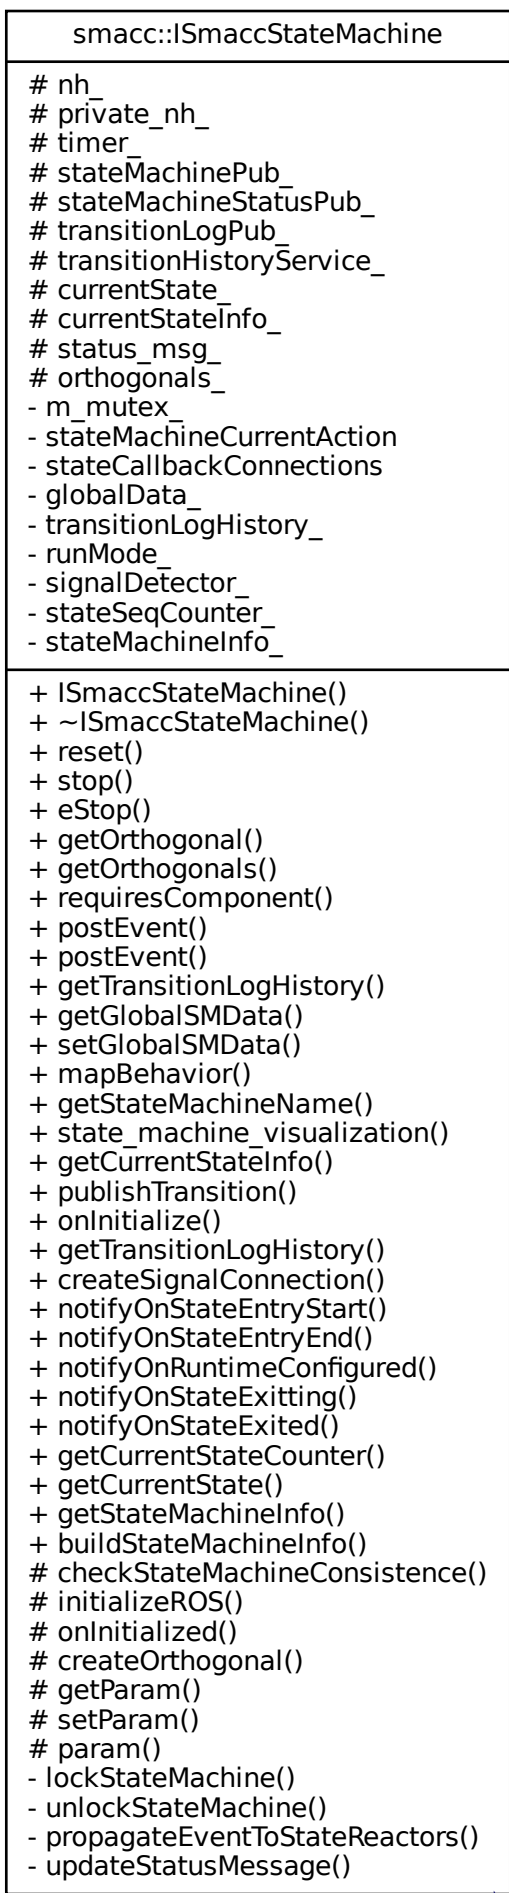 smacc::ISmaccStateMachine
# nh_
# private_nh_
# timer_
# stateMachinePub_
# stateMachineStatusPub_
# transitionLogPub_
# transitionHistoryService_
# currentState_
# currentStateInfo_
# status_msg_
# orthogonals_
- m_mutex_
- stateMachineCurrentAction
- stateCallbackConnections
- globalData_
- transitionLogHistory_
- runMode_
- signalDetector_
- stateSeqCounter_
- stateMachineInfo_
+ ISmaccStateMachine()
+ ~ISmaccStateMachine()
+ reset()
+ stop()
+ eStop()
+ getOrthogonal()
+ getOrthogonals()
+ requiresComponent()
+ postEvent()
+ postEvent()
+ getTransitionLogHistory()
+ getGlobalSMData()
+ setGlobalSMData()
+ mapBehavior()
+ getStateMachineName()
+ state_machine_visualization()
+ getCurrentStateInfo()
+ publishTransition()
+ onInitialize()
+ getTransitionLogHistory()
+ createSignalConnection()
+ notifyOnStateEntryStart()
+ notifyOnStateEntryEnd()
+ notifyOnRuntimeConfigured()
+ notifyOnStateExitting()
+ notifyOnStateExited()
+ getCurrentStateCounter()
+ getCurrentState()
+ getStateMachineInfo()
+ buildStateMachineInfo()
# checkStateMachineConsistence()
# initializeROS()
# onInitialized()
# createOrthogonal()
# getParam()
# setParam()
# param()
- lockStateMachine()
- unlockStateMachine()
- propagateEventToStateReactors()
- updateStatusMessage()